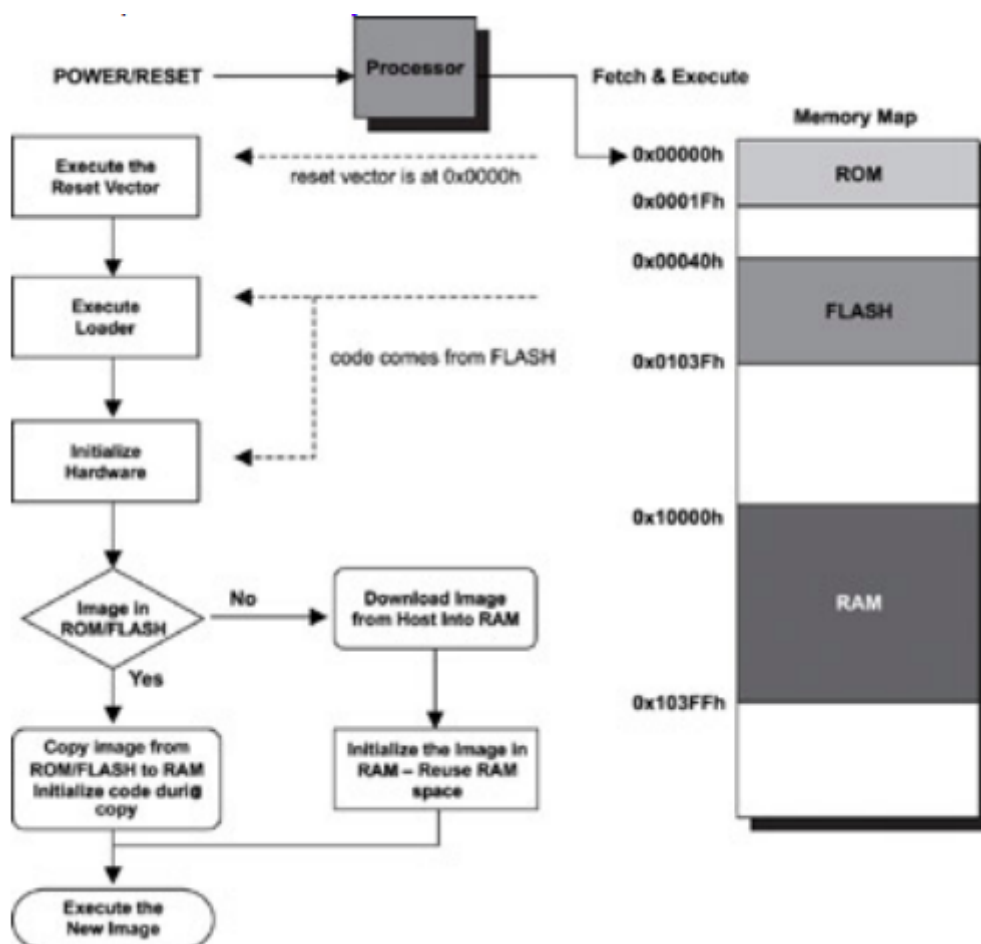 POWER/RESET
Processor
Fetch & Execute
Memory Map
Execute the
Reset Vector
reset vector is at 0x0000h
0x00000h
ROM
0x0001Fh
0x00040h
Execute
Loader
FLASH
code comes from FLASH
0x0103Fh
Initialize
Hardware
0x10000h
Image in
ROM/FLASH
No
Download Image
from Host Into RAM
RAM
Yes
0x103FFh
Copy image from
ROM/FLASH to RAM
Initialize code durig
copy
Initialize the Image in
RAM – Reuse RAM
space
Execute the
New Image